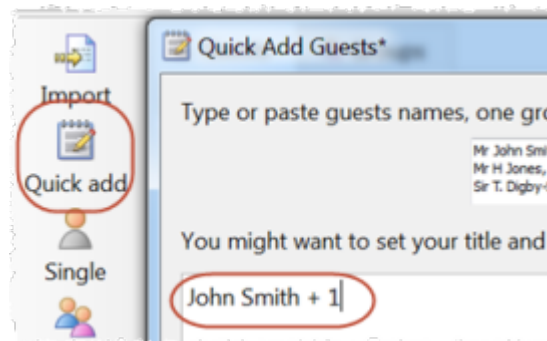 Quick Add Guests*
Import
Type or paste guests names, one gro
Mr John Smi
Mr H Jones,
Sir T. Digby-
Quick add
You might want to set your title and
Single
John Smith + 1